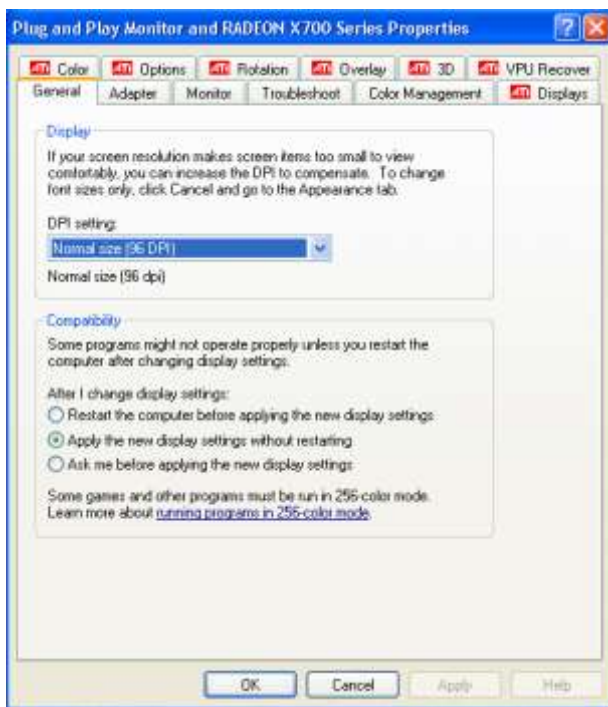 Plug and Play Monitor and RADEON X700 Series Properties
ATI Color ATI Options ATI Rotation ATI Overlay ATI 3D ATI VPU Recover
General Adapter Monitor Troubleshoot Color Management ATI Displays
Display
If your screen resolution makes screen items too small to view
comfortably, you can increase the DPI to compensate. To change
font sizes only, click Cancel and go to the Appearance tab.
DPI setting:
Normal size (96 DPI)
Normal size (96 dpi)
Compatibility
Some programs might not operate properly unless you restart the
computer after changing display settings.
After I change display settings:
Restart the computer before applying the new display settings
Apply the new display settings without restarting
Ask me before applying the new display settings
Some games and other programs must be run in 256-color mode.
Learn more about running programs in 256-color mode.
OK Cancel Apply Help